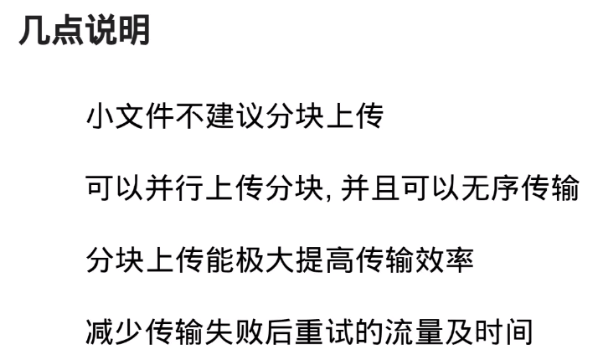 几点说明
小文件不建议分块上传
可以并行上传分块, 并且可以无序传输
分块上传能极大提高传输效率
减少传输失败后重试的流量及时间